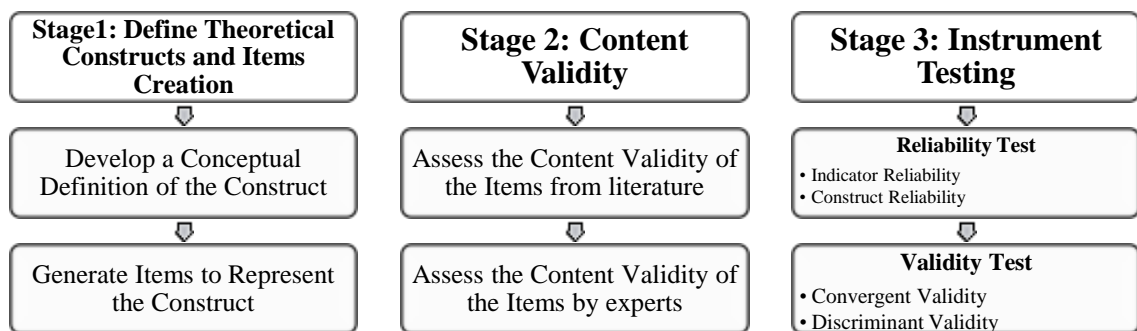 Stage1: Define Theoretical
Constructs and Items
Creation
Develop a Conceptual
Definition of the Construct
Generate Items to Represent
the Construct
Stage 2: Content
Validity
Assess the Content Validity of
the Items from literature
Assess the Content Validity of
the Items by experts
Stage 3: Instrument
Testing
Reliability Test
• Indicator Reliability
• Construct Reliability
Validity Test
• Convergent Validity
• Discriminant Validity